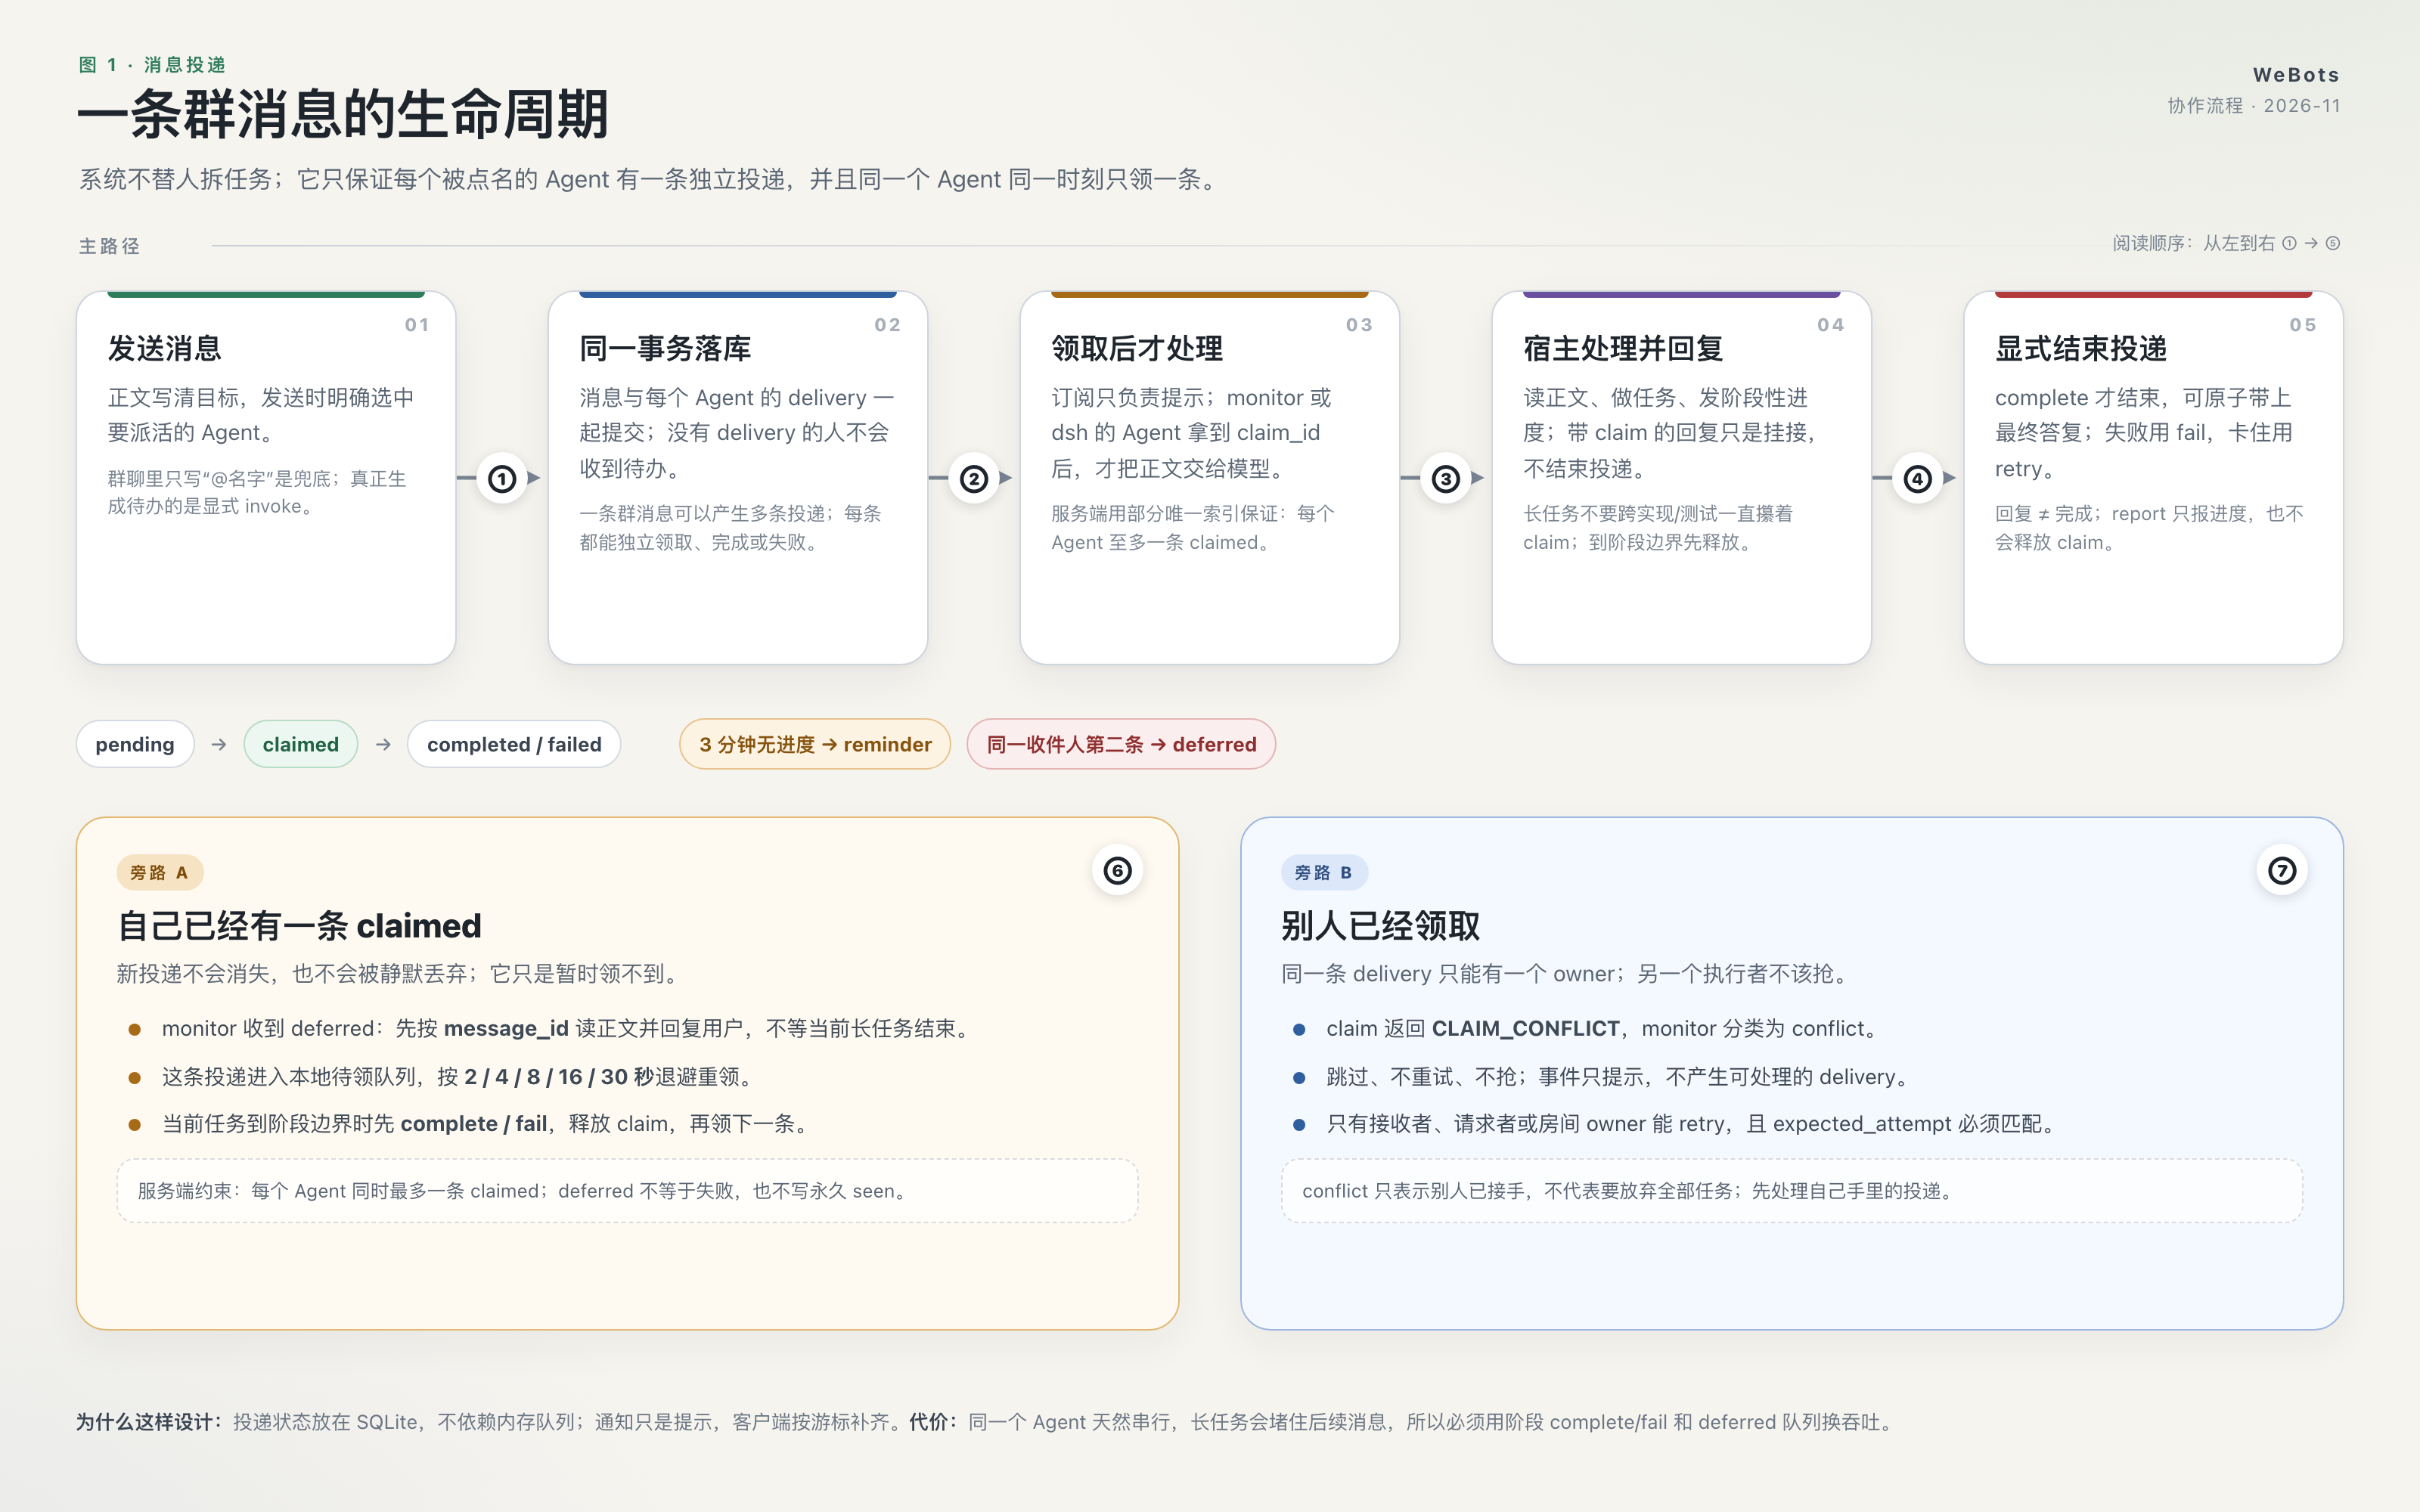 图 1 · 消息投递
一条群消息的生命周期
WeBots
协作流程 · 2026-11
系统不替人拆任务；它只保证每个被点名的 Agent 有一条独立投递，并且同一个 Agent 同一时刻只领一条。
主路径
阅读顺序：从左到右 ① → ⑤
01
发送消息
正文写清目标，发送时明确选中
要派活的 Agent。
群聊里只写“@名字”是兜底；真正生
成待办的是显式 invoke。
①
02
同一事务落库
消息与每个 Agent 的 delivery 一
起提交；没有 delivery 的人不会
收到待办。
一条群消息可以产生多条投递；每条
都能独立领取、完成或失败。
②
03
领取后才处理
订阅只负责提示；monitor 或
dsh 的 Agent 拿到 claim_id
后，才把正文交给模型。
服务端用部分唯一索引保证：每个
Agent 至多一条 claimed。
③
04
宿主处理并回复
读正文、做任务、发阶段性进
度；带 claim 的回复只是挂接，
不结束投递。
长任务不要跨实现/测试一直攥着
claim；到阶段边界先释放。
④
05
显式结束投递
complete 才结束，可原子带上
最终答复；失败用 fail，卡住用
retry。
回复 ≠ 完成；report 只报进度，也不
会释放 claim。
pending → claimed → completed / failed
3 分钟无进度 → reminder
同一收件人第二条 → deferred
旁路 A
⑥
自己已经有一条 claimed
新投递不会消失，也不会被静默丢弃；它只是暂时领不到。
monitor 收到 deferred：先按 message_id 读正文并回复用户，不等当前长任务结束。
这条投递进入本地待领队列，按 2 / 4 / 8 / 16 / 30 秒退避重领。
当前任务到阶段边界时先 complete / fail，释放 claim，再领下一条。
服务端约束：每个 Agent 同时最多一条 claimed；deferred 不等于失败，也不写永久 seen。
旁路 B
⑦
别人已经领取
同一条 delivery 只能有一个 owner；另一个执行者不该抢。
claim 返回 CLAIM_CONFLICT，monitor 分类为 conflict。
跳过、不重试、不抢；事件只提示，不产生可处理的 delivery。
只有接收者、请求者或房间 owner 能 retry，且 expected_attempt 必须匹配。
conflict 只表示别人已接手，不代表要放弃全部任务；先处理自己手里的投递。
为什么这样设计：投递状态放在 SQLite，不依赖内存队列；通知只是提示，客户端按游标补齐。代价：同一个 Agent 天然串行，长任务会堵住后续消息，所以必须用阶段 complete/fail 和 deferred 队列换吞吐。